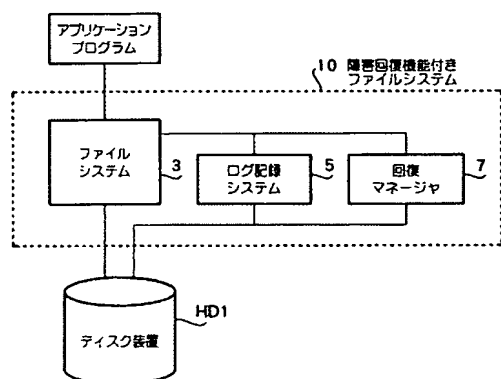 アプリケーション
プログラム
10 障害回復機能付き
ファイルシステム
ファイル
システム
3
ログ記録
システム
5
回復
マネージャ
7
HD1
ディスク装置